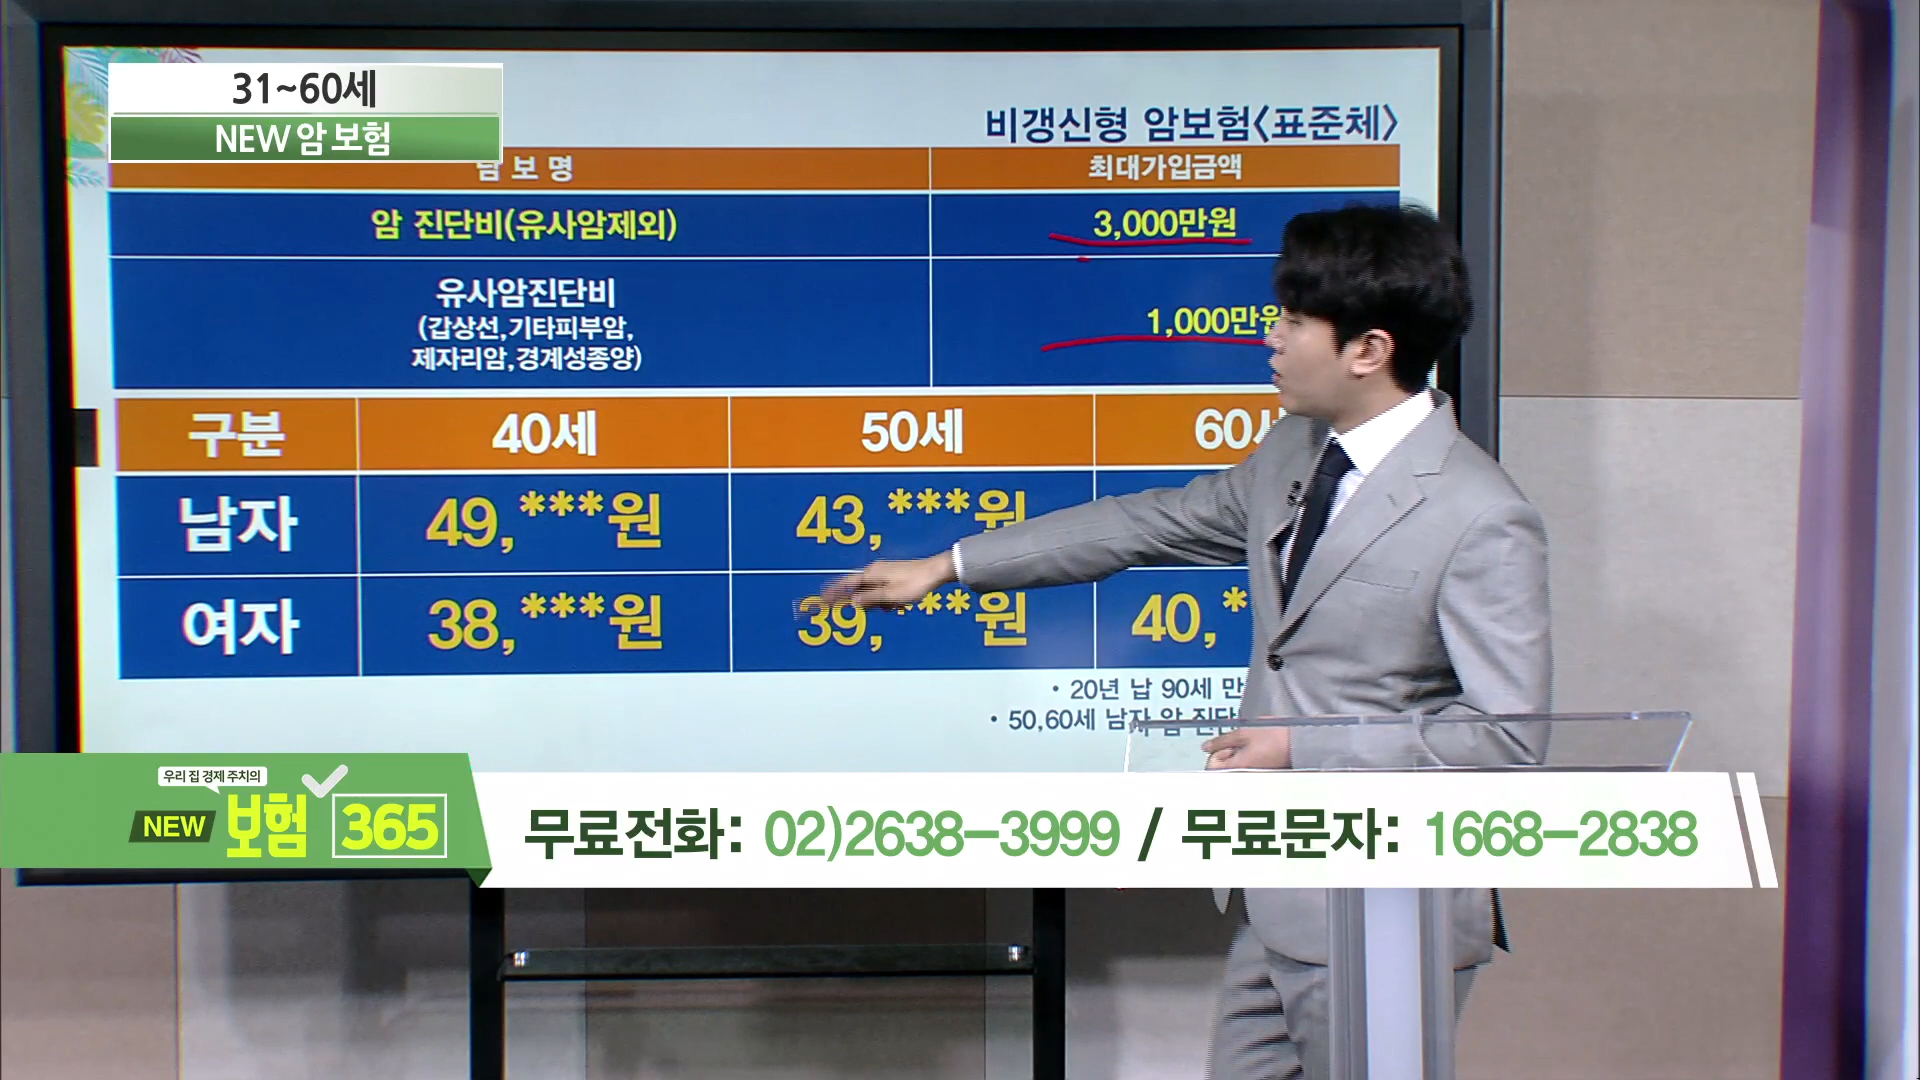 31~60세
NEW 암 보험
비갱신형 암보험<표준체>
담 보 명 최대가입금액
암 진단비(유사암제외) 3,000만원
유사암진단비
(갑상선,기타피부암,
제자리암,경계성종양)
1,000만원
구분 40세 50세 60세
남자 49,***원 43,***원
여자 38,***원 39,***원 40,*
• 20년 납 90세 만
• 50,60세 남자 암 진단
우리 집 경제 주치의
NEW 보험 365
무료전화: 02)2638-3999 / 무료문자: 1668-2838